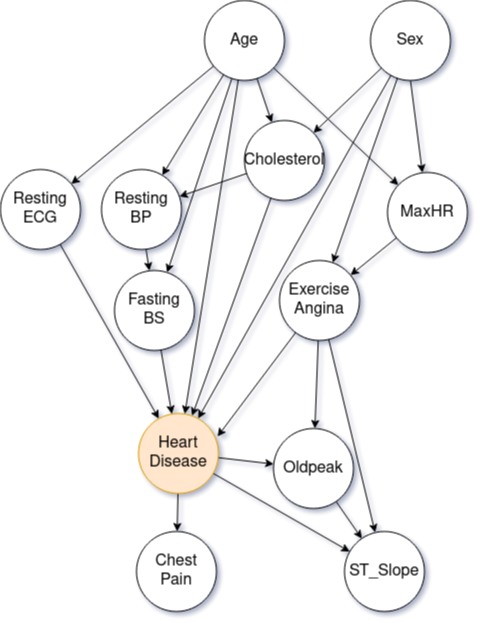 Age
Sex
Cholesterol
Resting
ECG
Resting
BP
MaxHR
Fasting
BS
Exercise
Angina
Heart
Disease
Oldpeak
Chest
Pain
ST_Slope